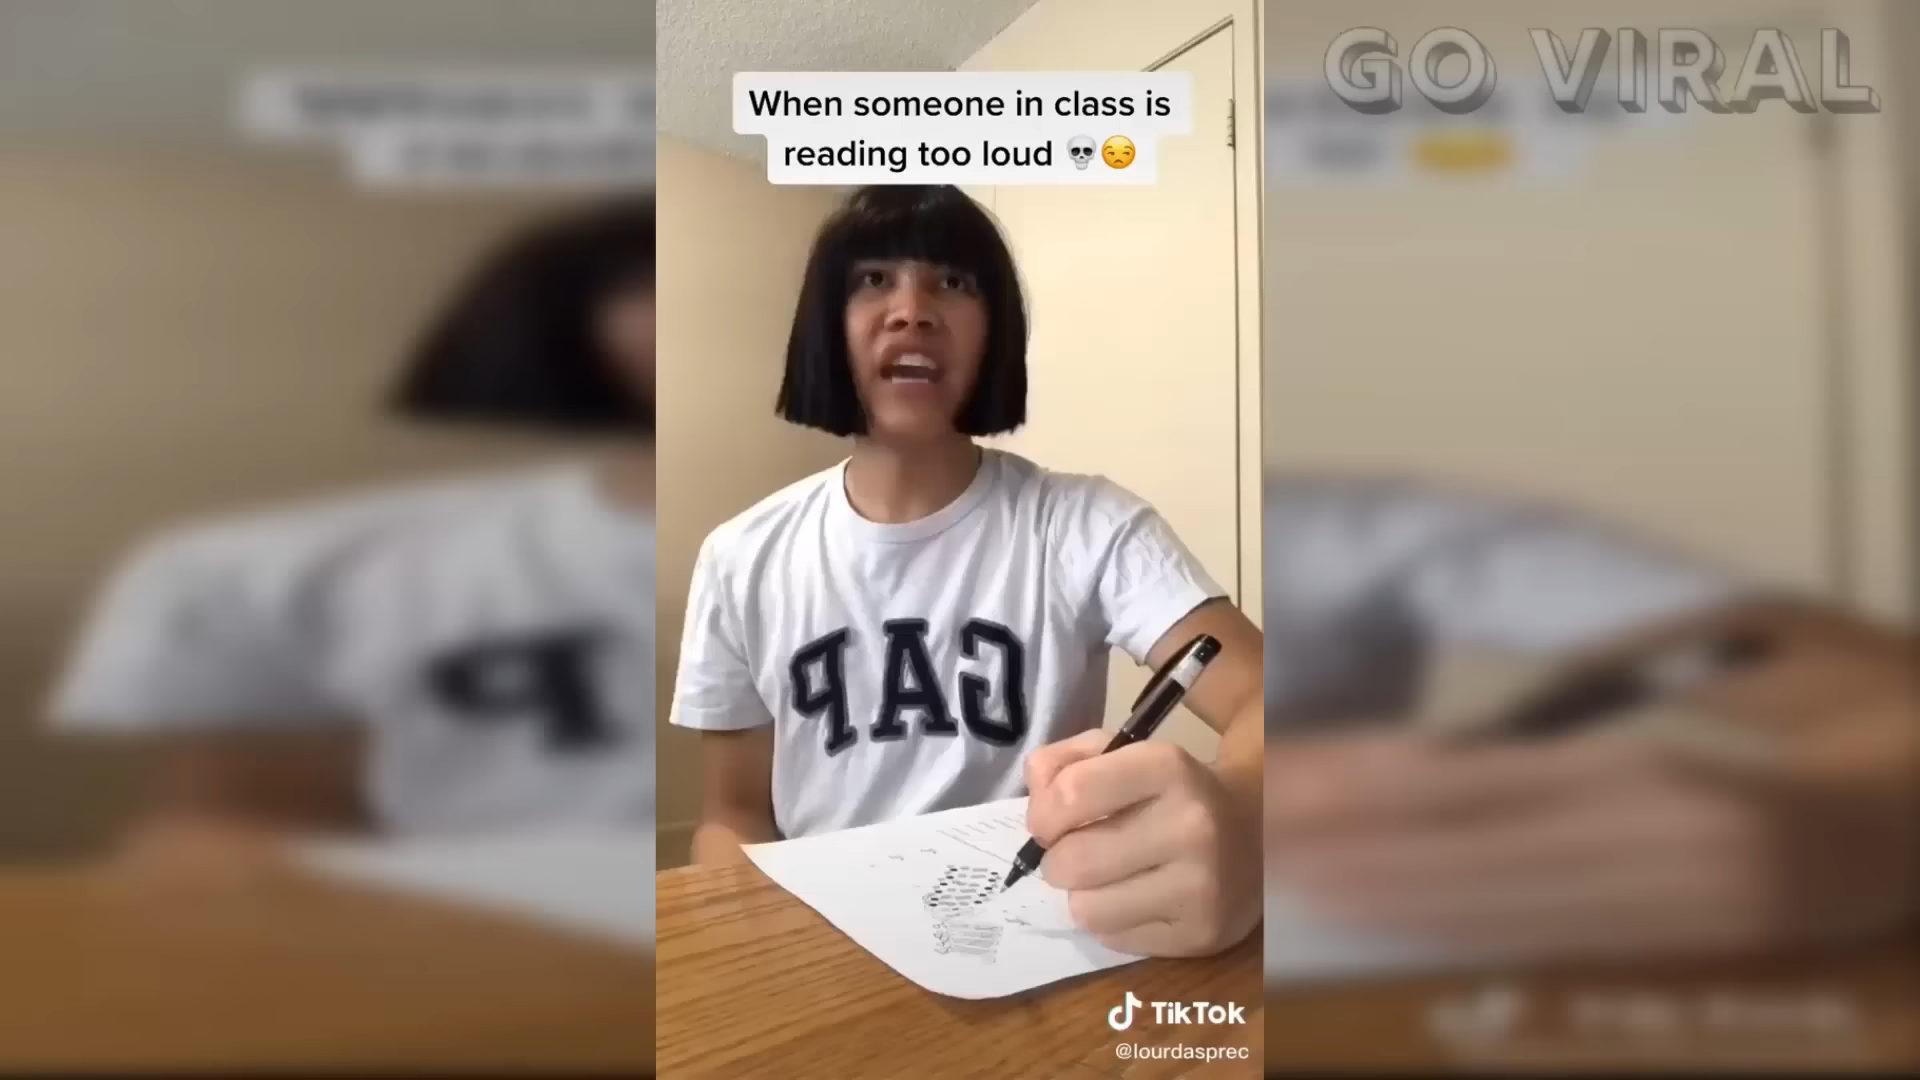 GO VIRAL
When someone in class is
reading too loud 💀😒
GAP
TikTok
@lourdasprec